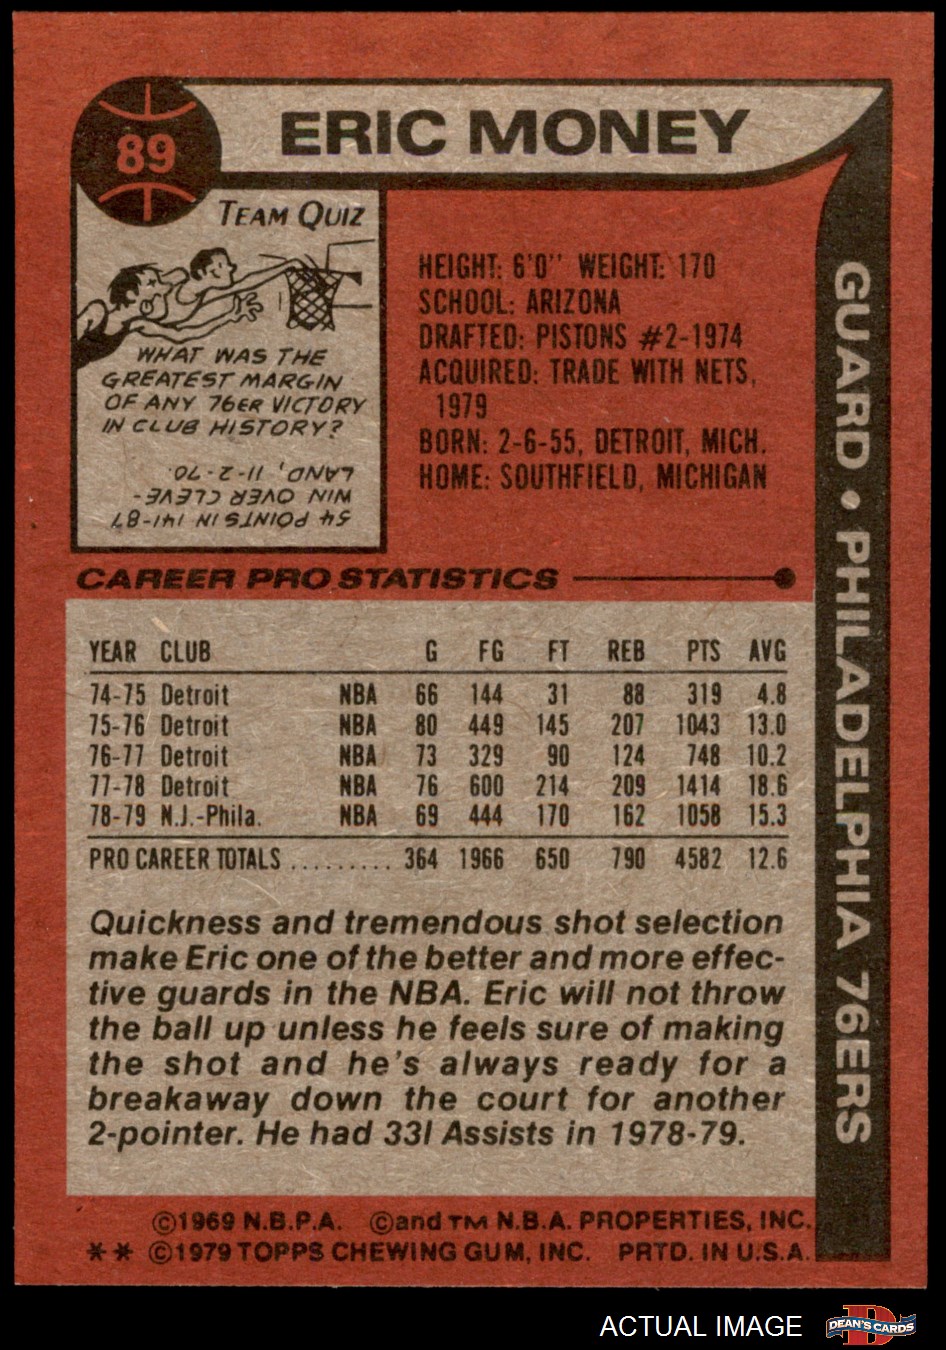 89
ERIC MONEY
TEAM QUIZ
WHAT WAS THE
GREATEST MARGIN
OF ANY 76ER VICTORY
IN CLUB HISTORY?
54 POINTS IN 141-87
WIN OVER CLEVE-
LAND, 11-2-70.
HEIGHT: 6'0" WEIGHT: 170
SCHOOL: ARIZONA
DRAFTED: PISTONS #2-1974
ACQUIRED: TRADE WITH NETS,
1979
BORN: 2-6-55, DETROIT, MICH.
HOME: SOUTHFIELD, MICHIGAN
GUARD • PHILADELPHIA 76ERS
CAREER PRO STATISTICS
YEAR CLUB G FG FT REB PTS AVG
74-75 Detroit NBA 66 144 31 88 319 4.8
75-76 Detroit NBA 80 449 145 207 1043 13.0
76-77 Detroit NBA 73 329 90 124 748 10.2
77-78 Detroit NBA 76 600 214 209 1414 18.6
78-79 N.J.-Phila. NBA 69 444 170 162 1058 15.3
PRO CAREER TOTALS ......... 364 1966 650 790 4582 12.6
Quickness and tremendous shot selection
make Eric one of the better and more effec-
tive guards in the NBA. Eric will not throw
the ball up unless he feels sure of making
the shot and he's always ready for a
breakaway down the court for another
2-pointer. He had 331 Assists in 1978-79.
©1969 N.B.P.A. ©and TM N.B.A. PROPERTIES, INC.
** ©1979 TOPPS CHEWING GUM, INC. PRTD. IN U.S.A.
ACTUAL IMAGE
D
DEAN'S CARDS